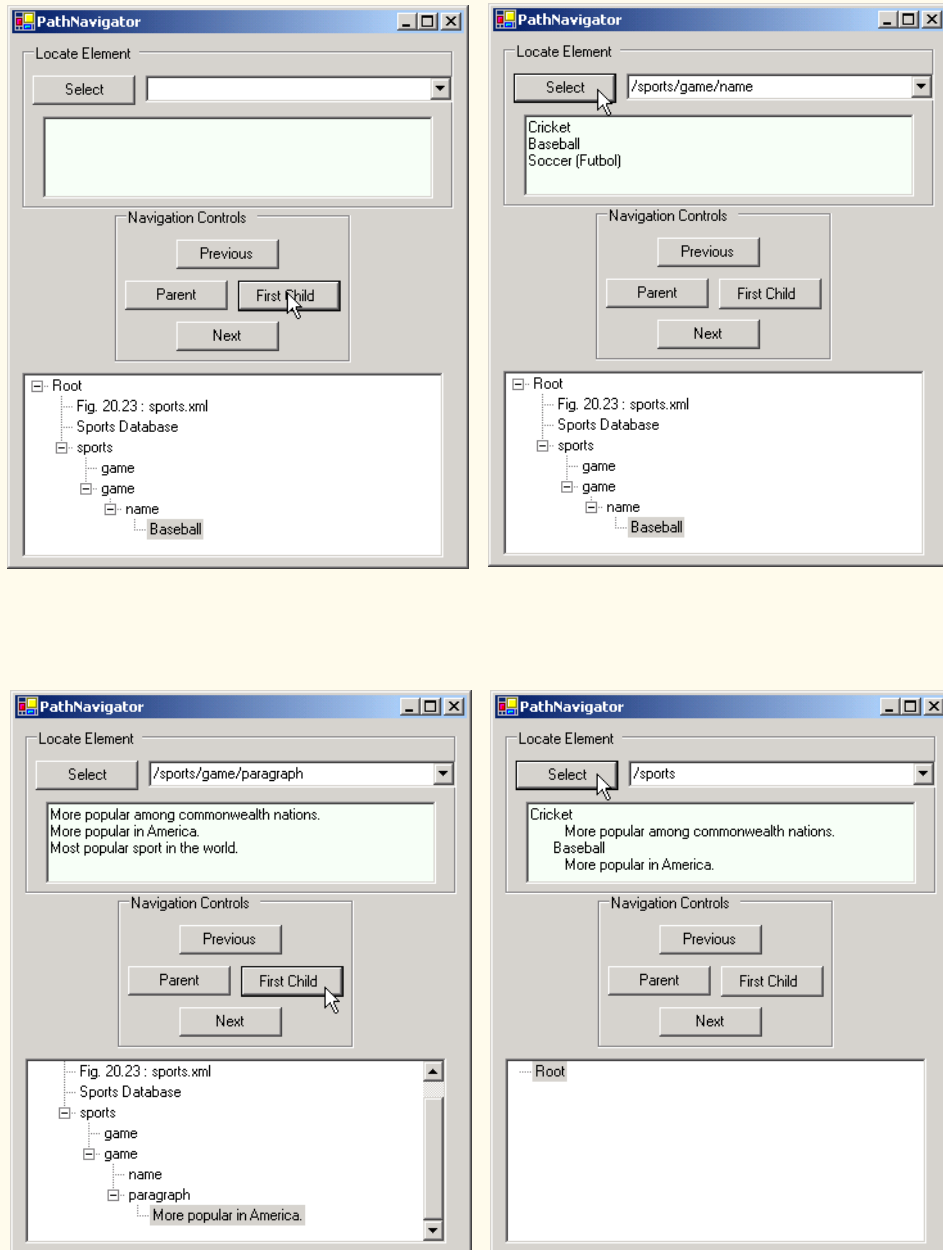 PathNavigator
Locate Element
Select
Navigation Controls
Previous
Parent First Child
Next
Root
Fig. 20.23 : sports.xml
Sports Database
sports
game
game
name
Baseball
PathNavigator
Locate Element
Select /sports/game/name
Cricket
Baseball
Soccer (Futbol)
Navigation Controls
Previous
Parent First Child
Next
Root
Fig. 20.23 : sports.xml
Sports Database
sports
game
game
name
Baseball
PathNavigator
Locate Element
Select /sports/game/paragraph
More popular among commonwealth nations.
More popular in America.
Most popular sport in the world.
Navigation Controls
Previous
Parent First Child
Next
Fig. 20.23 : sports.xml
Sports Database
sports
game
game
name
paragraph
More popular in America.
PathNavigator
Locate Element
Select /sports
Cricket
More popular among commonwealth nations.
Baseball
More popular in America.
Navigation Controls
Previous
Parent First Child
Next
Root